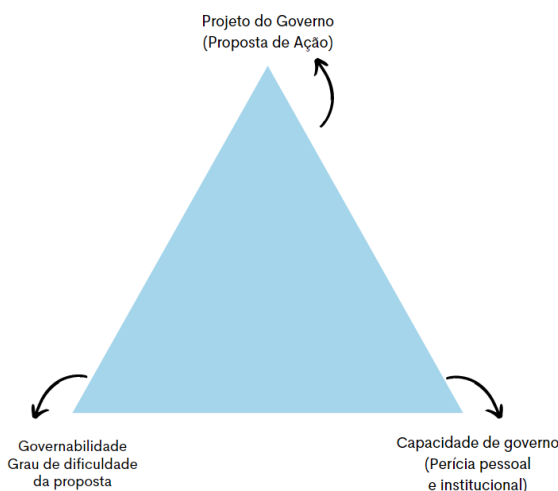 Projeto do Governo
(Proposta de Ação)
Governabilidade
Grau de dificuldade
da proposta
Capacidade de governo
(Perícia pessoal
e institucional)